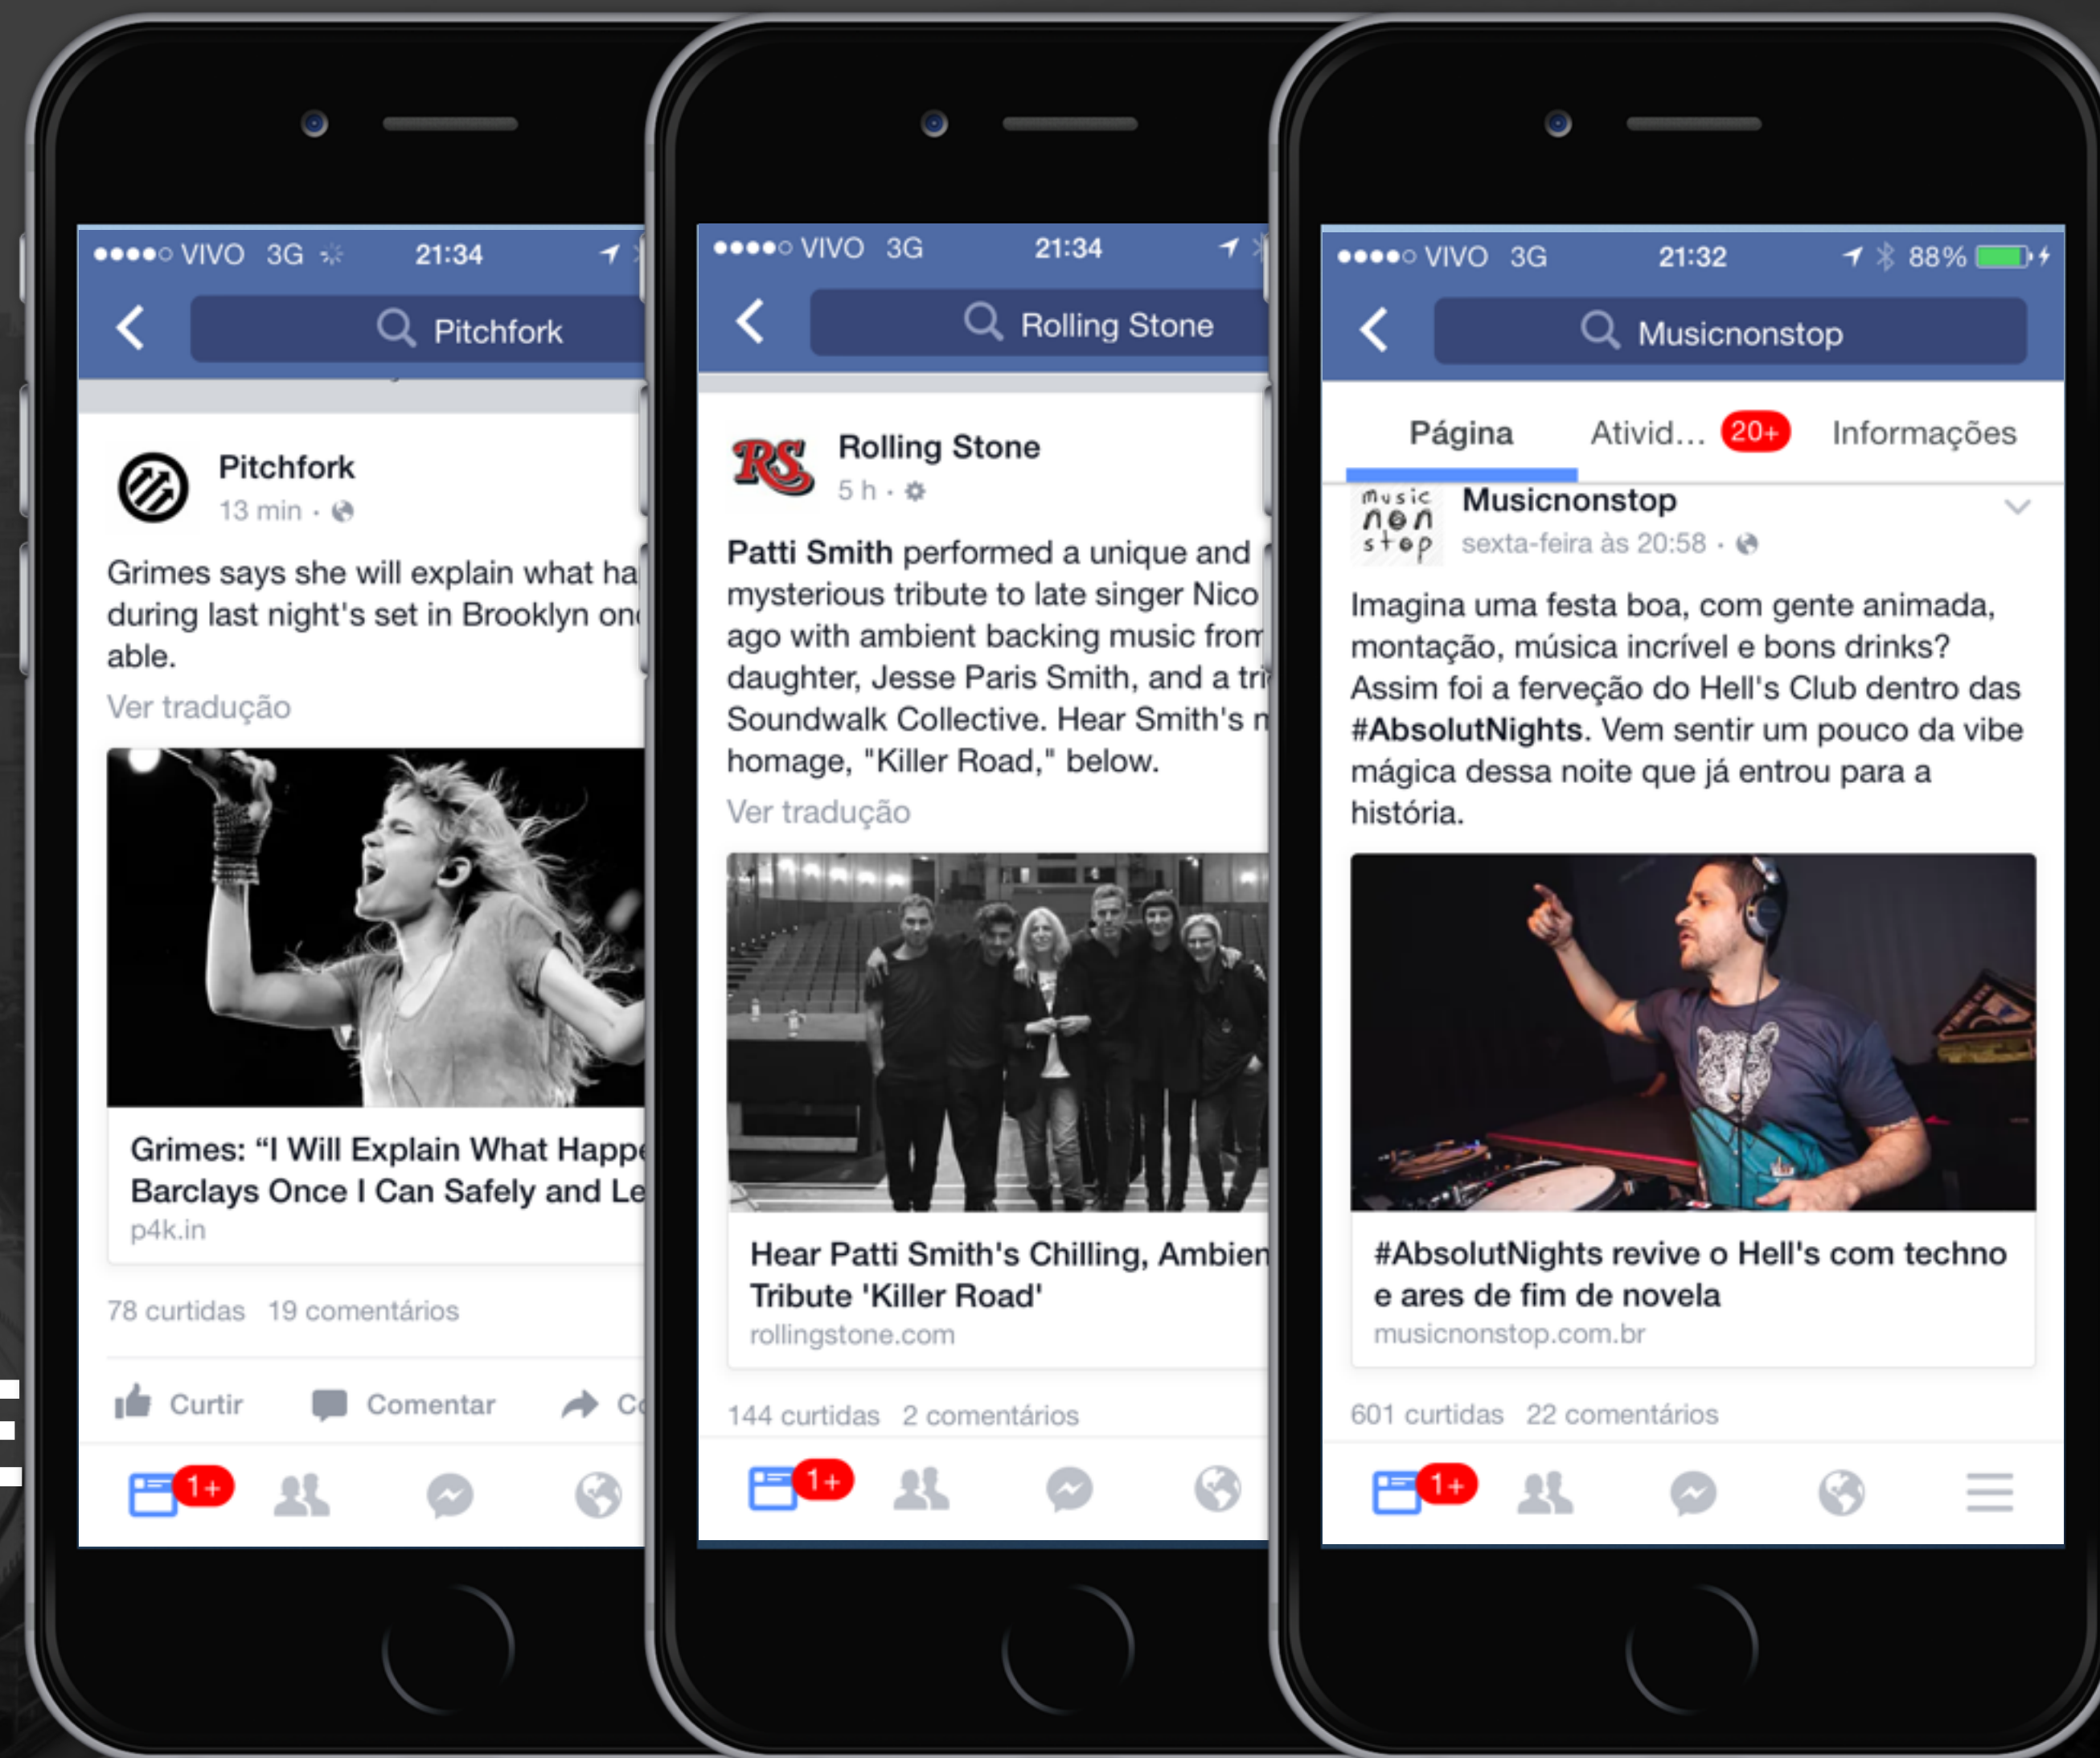 VIVO 3G 21:34
Pitchfork
Pitchfork
13 min ·
Grimes says she will explain what
during last night's set in Brooklyn
able.
Ver tradução
Grimes: “I Will Explain What
Barclays Once I Can Safely and
p4k.in
78 curtidas 19 comentários
Curtir Comentar
1+
VIVO 3G 21:34
Rolling Stone
RS
Rolling Stone
5 h ·
Patti Smith performed a unique and
mysterious tribute to late singer Nico
ago with ambient backing music from
daughter, Jesse Paris Smith, and a
Soundwalk Collective. Hear Smith's
homage, "Killer Road," below.
Ver tradução
Hear Patti Smith's Chilling,
Tribute 'Killer Road'
rollingstone.com
144 curtidas 2 comentários
1+
VIVO 3G 21:32 88%
Musicnonstop
Página Ativid... 20+ Informações
music
non
stop
Musicnonstop
sexta-feira às 20:58 ·
Imagina uma festa boa, com gente animada,
montação, música incrível e bons drinks?
Assim foi a ferveção do Hell's Club dentro das
#AbsolutNights. Vem sentir um pouco da vibe
mágica dessa noite que já entrou para a
história.
#AbsolutNights revive o Hell's com techno
e ares de fim de novela
musicnonstop.com.br
601 curtidas 22 comentários
1+